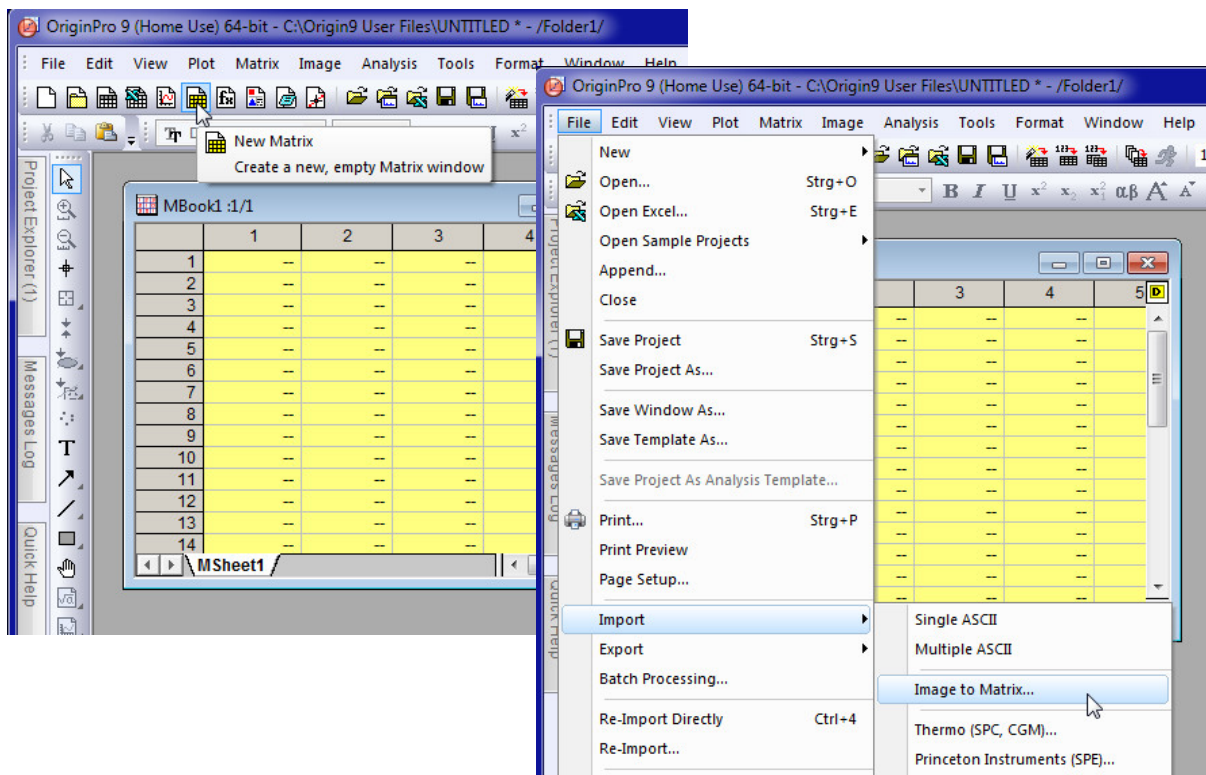 OriginPro 9 (Home Use) 64-bit - C:\Origin9 User Files\UNTITLED * - /Folder1/
File Edit View Plot Matrix Image Analysis Tools Format Window Help
New Matrix
Create a new, empty Matrix window
Project Explorer (1)
Messages Log
Quick Help
MBook1 :1/1
1 2 3 4
1 -- -- --
2 -- -- --
3 -- -- --
4 -- -- --
5 -- -- --
6 -- -- --
7 -- -- --
8 -- -- --
9 -- -- --
10 -- -- --
11 -- -- --
12 -- -- --
13 -- -- --
14 -- -- --
MSheet1
OriginPro 9 (Home Use) 64-bit - C:\Origin9 User Files\UNTITLED * - /Folder1/
File Edit View Plot Matrix Image Analysis Tools Format Window Help
B I U x² x₂ αβ A A
3 4 5 D
New
Open... Strg+O
Open Excel... Strg+E
Open Sample Projects
Append...
Close
Save Project Strg+S
Save Project As...
Save Window As...
Save Template As...
Save Project As Analysis Template...
Print... Strg+P
Print Preview
Page Setup...
Import
Export
Batch Processing...
Re-Import Directly Ctrl+4
Re-Import...
Single ASCII
Multiple ASCII
Image to Matrix...
Thermo (SPC, CGM)...
Princeton Instruments (SPE)...